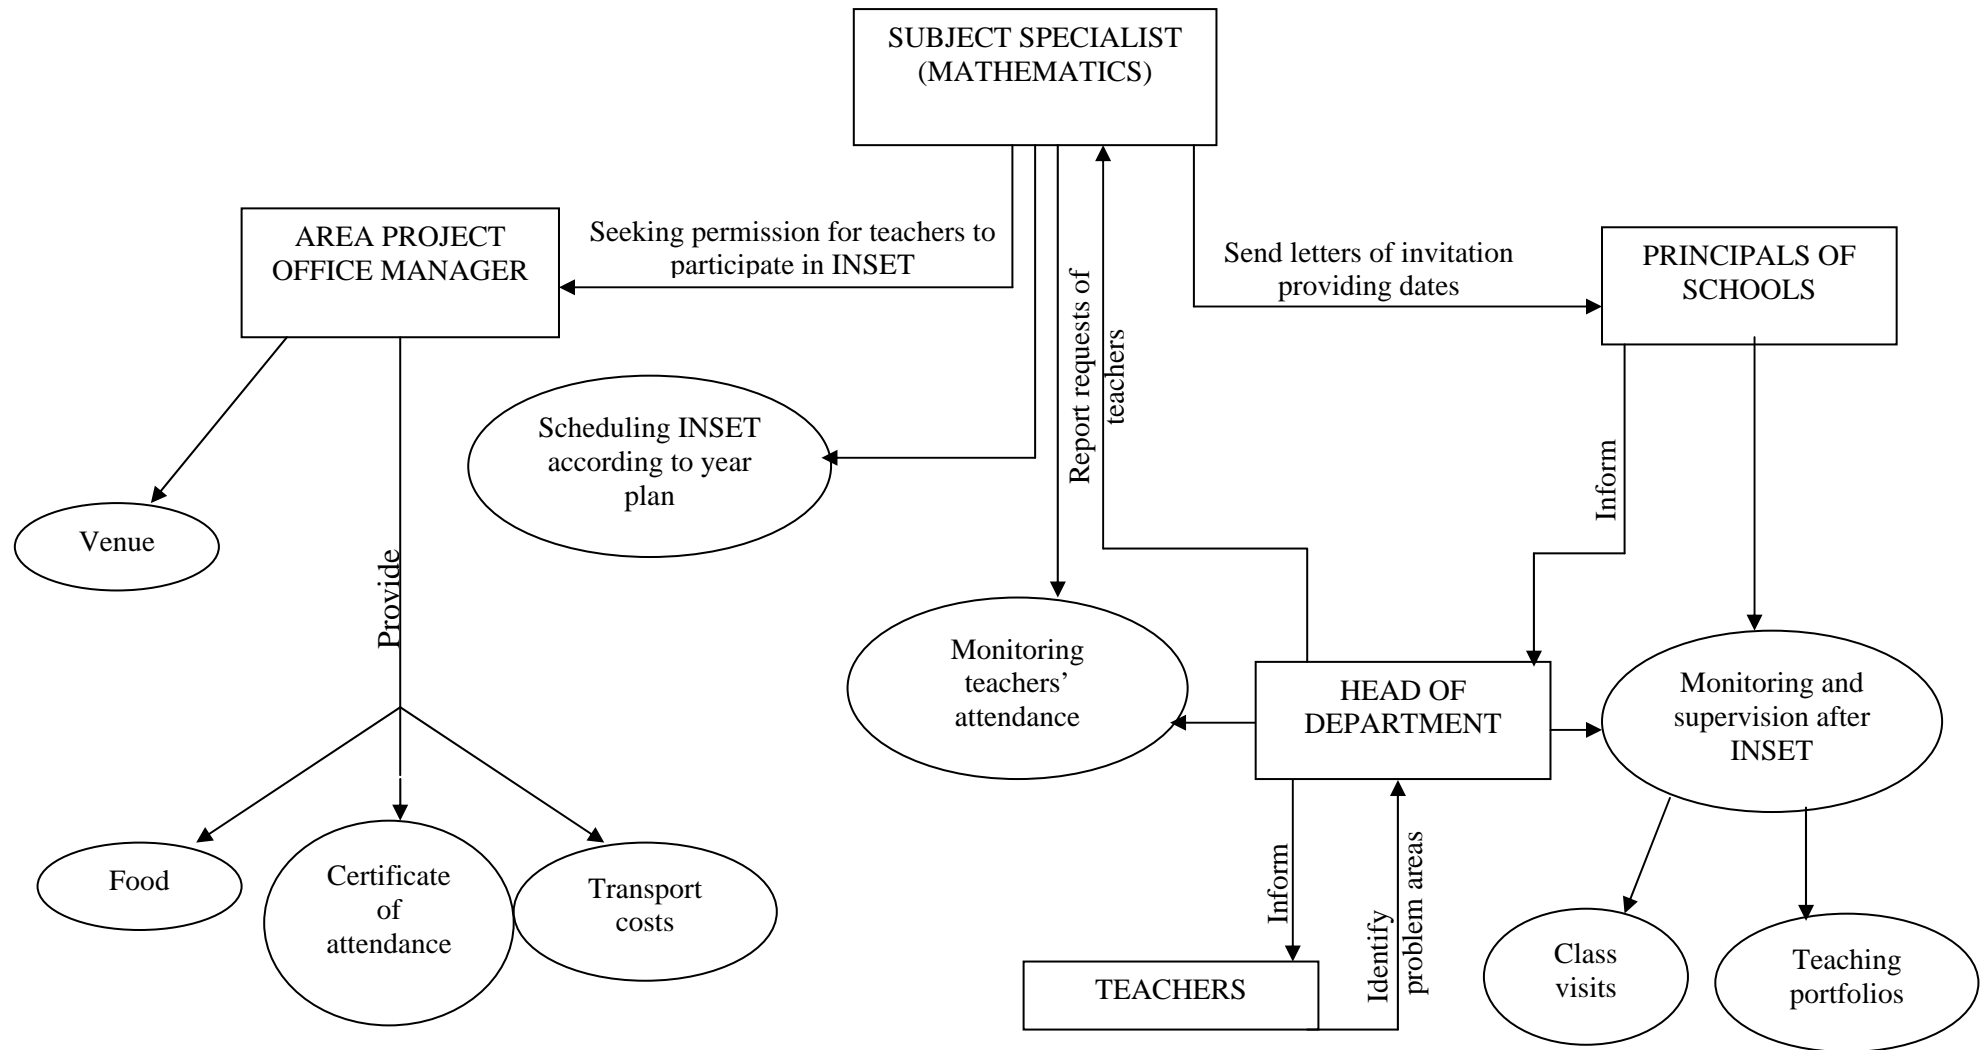 SUBJECT SPECIALIST
(MATHEMATICS)
AREA PROJECT
OFFICE MANAGER
Seeking permission for teachers to
participate in INSET
Send letters of invitation
providing dates
PRINCIPALS OF
SCHOOLS
Report requests of
teachers
Scheduling INSET
according to year
plan
Inform
Venue
Provide
Monitoring
teachers’
attendance
HEAD OF
DEPARTMENT
Monitoring and
supervision after
INSET
Food
Certificate
of
attendance
Transport
costs
Inform
Identify
problem areas
TEACHERS
Class
visits
Teaching
portfolios